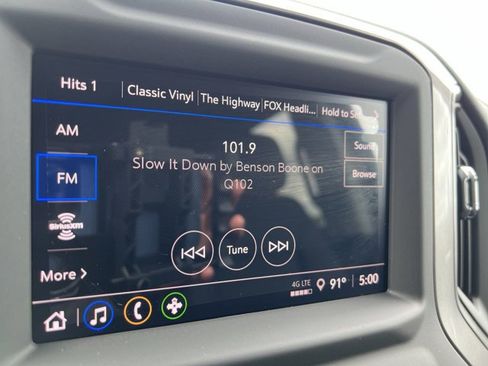 Hits 1 Classic Vinyl The Highway FOX Headli... Hold to S
AM
101.9
Sound
Slow It Down by Benson Boone on
Q102
FM
Browse
SiriusXM
Tune
More >
4G LTE 91° 5:00